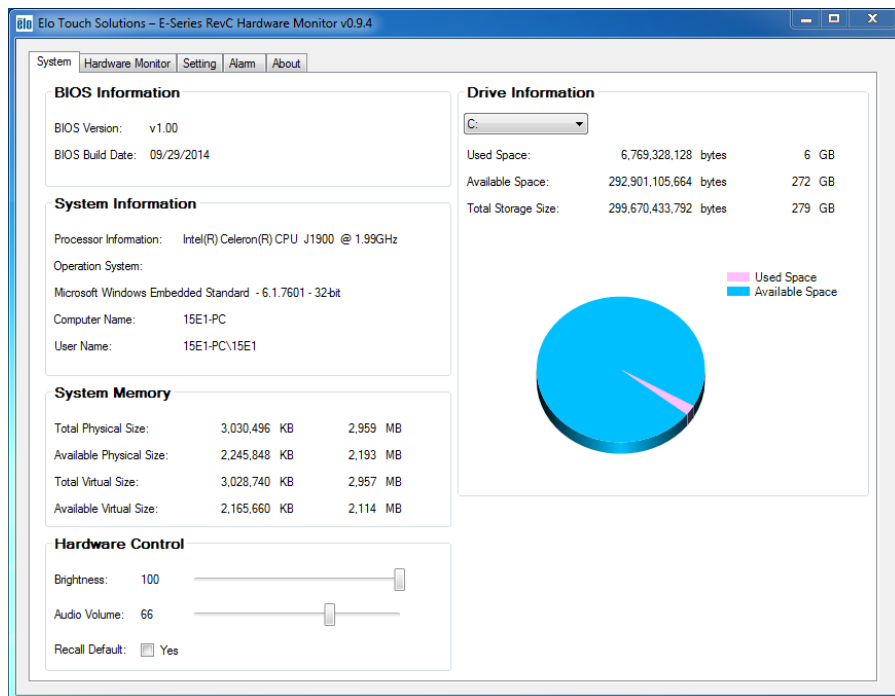 elo Elo Touch Solutions – E-Series RevC Hardware Monitor v0.9.4
System Hardware Monitor Setting Alarm About
BIOS Information
BIOS Version: v1.00
BIOS Build Date: 09/29/2014
System Information
Processor Information: Intel(R) Celeron(R) CPU J1900 @ 1.99GHz
Operation System:
Microsoft Windows Embedded Standard - 6.1.7601 - 32-bit
Computer Name: 15E1-PC
User Name: 15E1-PC\15E1
System Memory
Total Physical Size: 3,030,496 KB 2,959 MB
Available Physical Size: 2,245,848 KB 2,193 MB
Total Virtual Size: 3,028,740 KB 2,957 MB
Available Virtual Size: 2,165,660 KB 2,114 MB
Hardware Control
Brightness: 100
Audio Volume: 66
Recall Default: Yes
Drive Information
C:
Used Space: 6,769,328,128 bytes 6 GB
Available Space: 292,901,105,664 bytes 272 GB
Total Storage Size: 299,670,433,792 bytes 279 GB
Used Space
Available Space